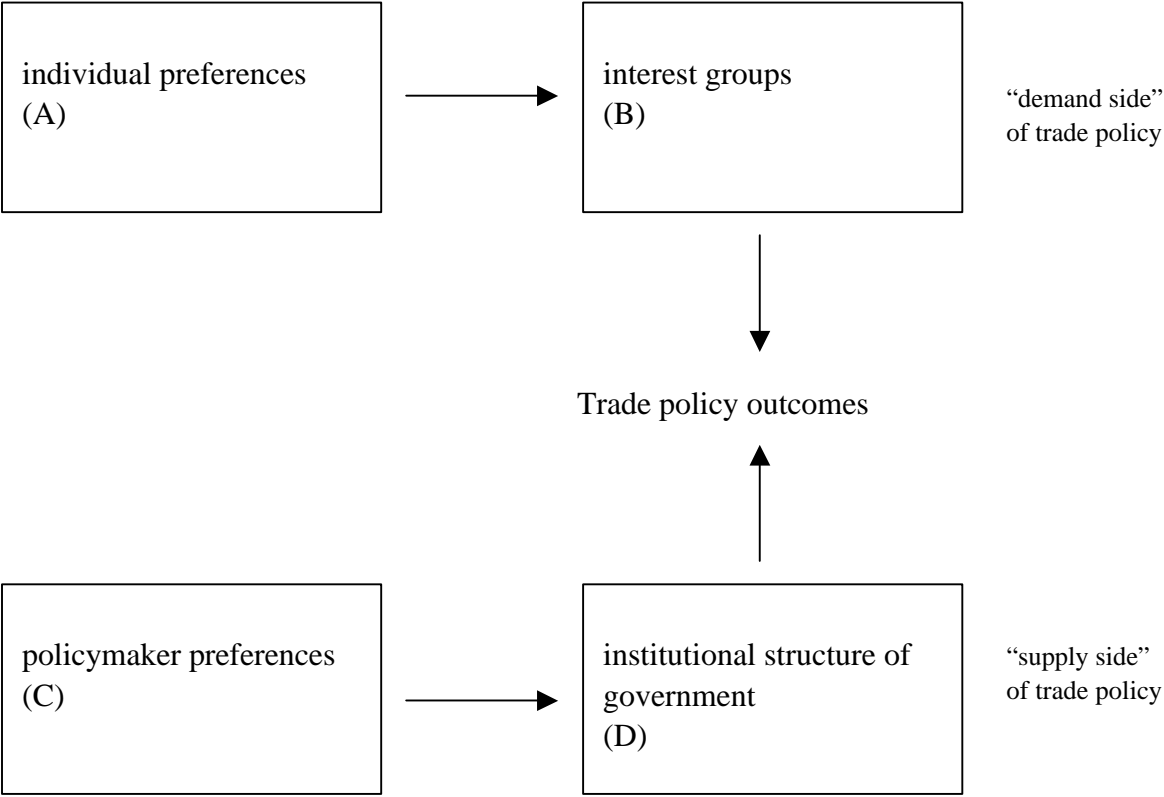 individual preferences
(A)
interest groups
(B)
“demand side”
of trade policy
Trade policy outcomes
policymaker preferences
(C)
institutional structure of
government
(D)
“supply side”
of trade policy